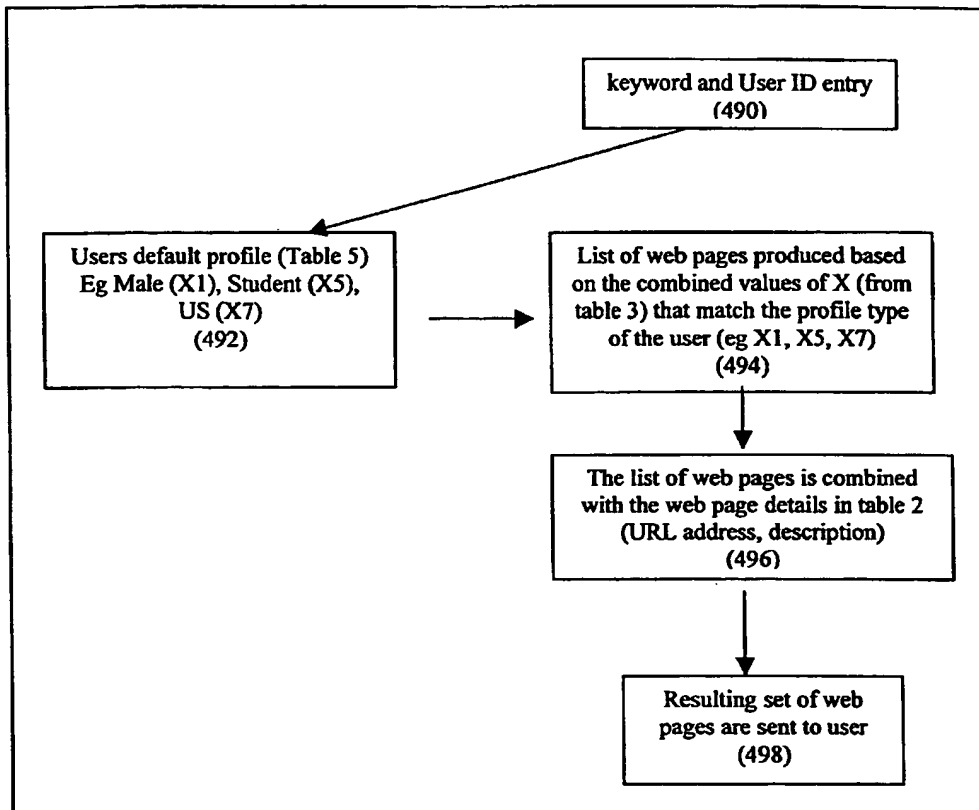 keyword and User ID entry
(490)
Users default profile (Table 5)
Eg Male (X1), Student (X5),
US (X7)
(492)
List of web pages produced based
on the combined values of X (from
table 3) that match the profile type
of the user (eg X1, X5, X7)
(494)
The list of web pages is combined
with the web page details in table 2
(URL address, description)
(496)
Resulting set of web
pages are sent to user
(498)